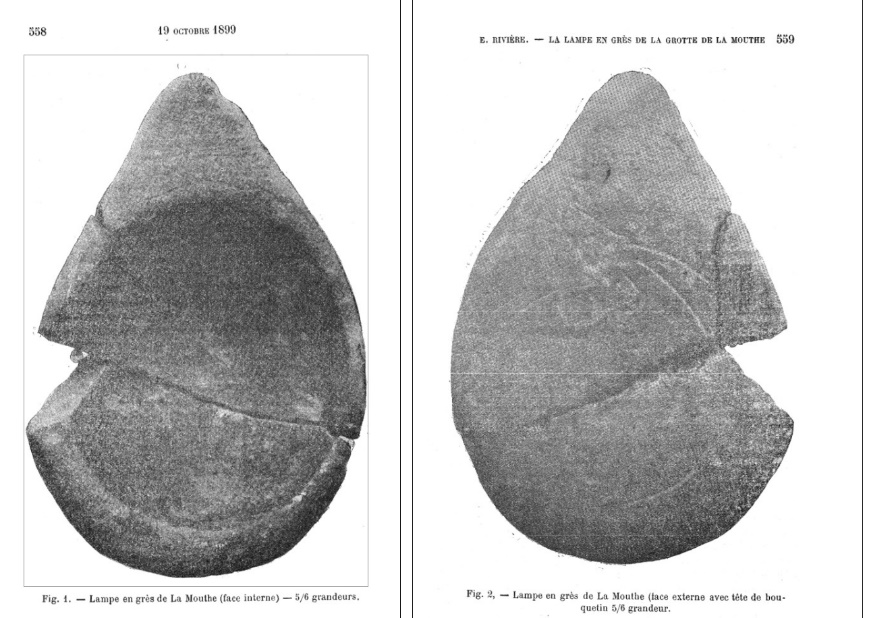 558
19 OCTOBRE 1899
Fig. 1. — Lampe en grès de La Mouthe (face interne) — 5/6 grandeurs.
E. RIVIÈRE. — LA LAMPE EN GRÈS DE LA GROTTE DE LA MOUTHE 559
Fig. 2, — Lampe en grès de La Mouthe (face externe avec tête de bou-
quetin 5/6 grandeur.